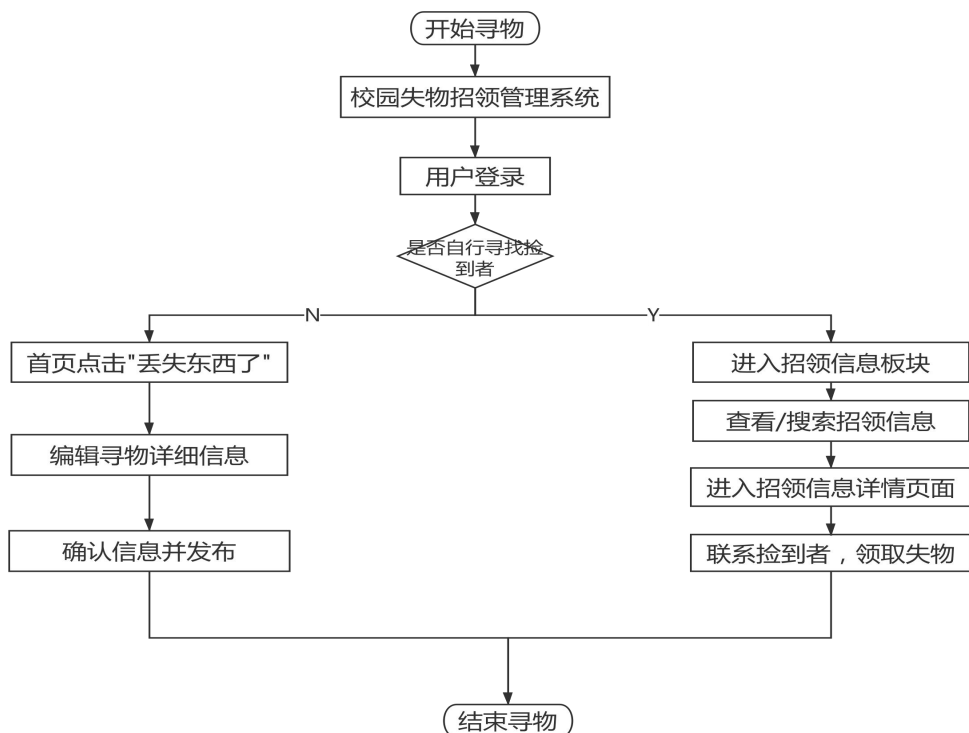 开始寻物
校园失物招领管理系统
用户登录
是否自行寻找捡
到者
N
Y
首页点击"丢失东西了"
编辑寻物详细信息
确认信息并发布
进入招领信息板块
查看/搜索招领信息
进入招领信息详情页面
联系捡到者，领取失物
结束寻物